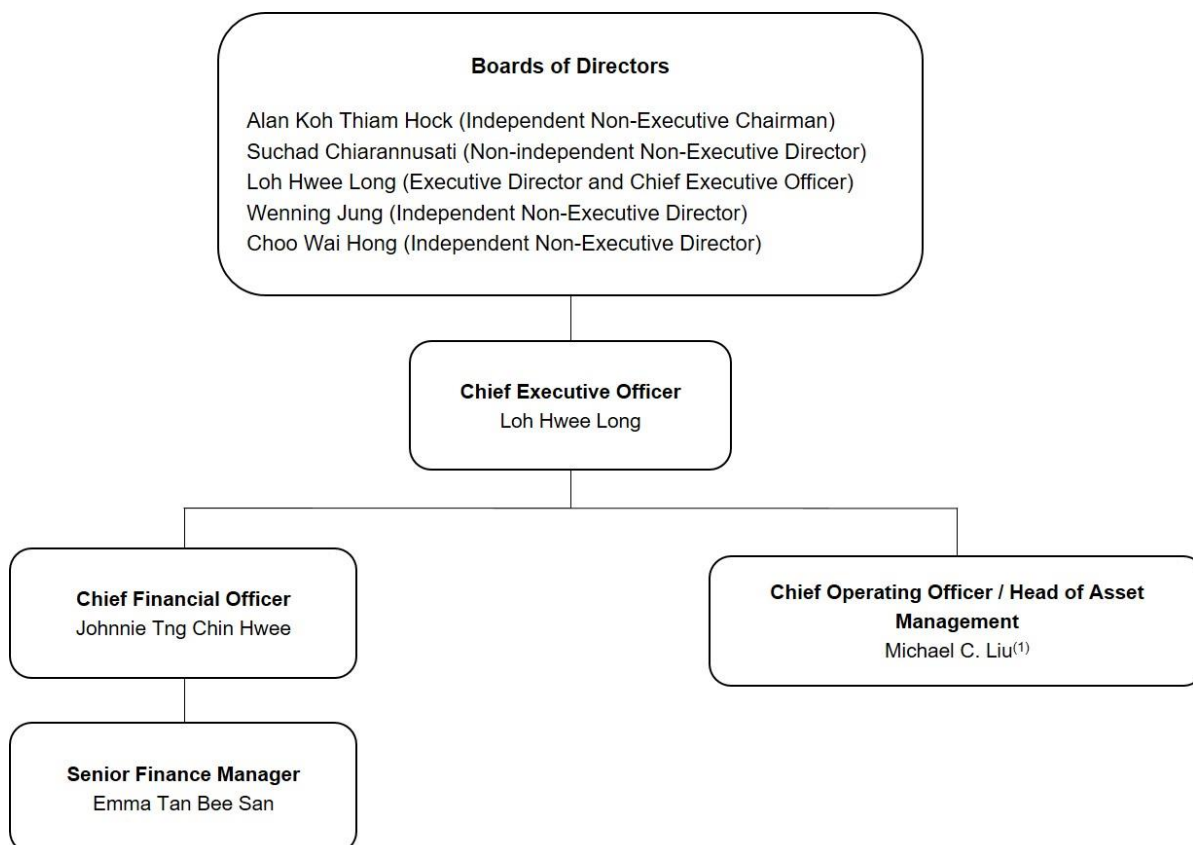 Boards of Directors
Alan Koh Thiam Hock (Independent Non-Executive Chairman)
Suchad Chiarannusati (Non-independent Non-Executive Director)
Loh Hwee Long (Executive Director and Chief Executive Officer)
Wenning Jung (Independent Non-Executive Director)
Choo Wai Hong (Independent Non-Executive Director)
Chief Executive Officer
Loh Hwee Long
Chief Financial Officer
Johnnie Tng Chin Hwee
Chief Operating Officer / Head of Asset
Management
Michael C. Liu(1)
Senior Finance Manager
Emma Tan Bee San